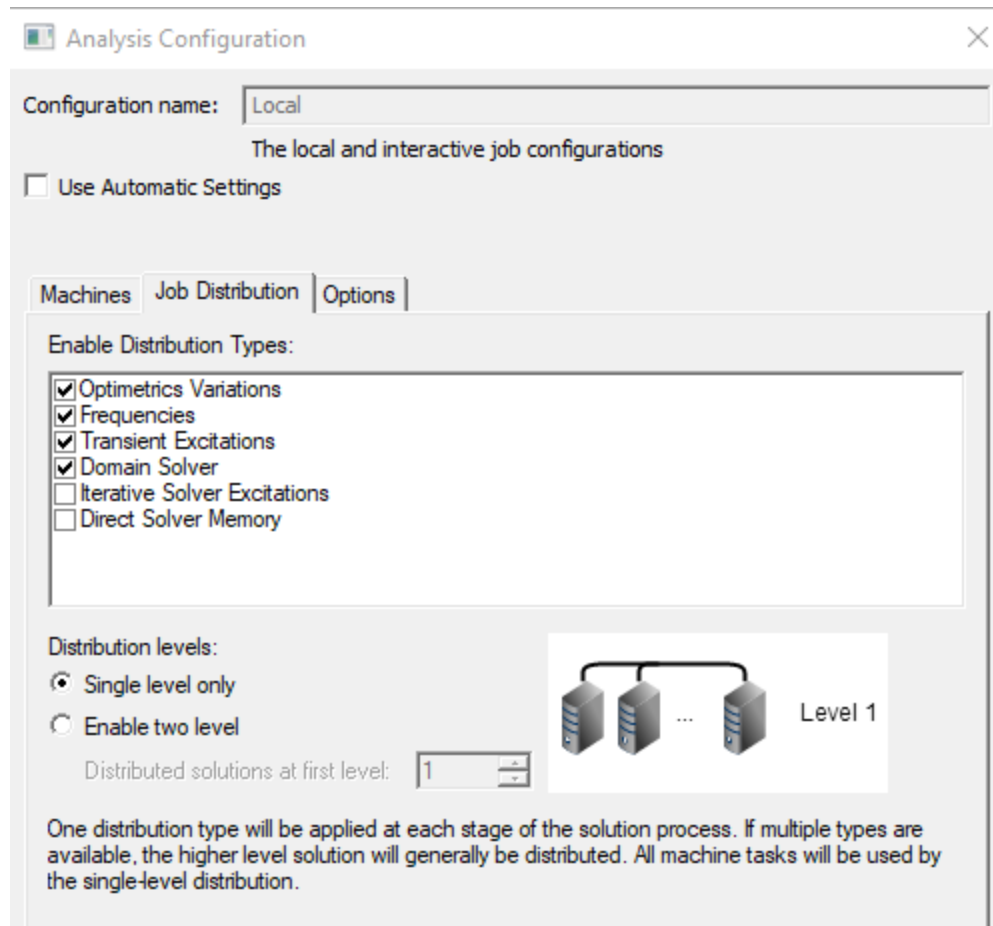 Analysis Configuration
Configuration name: Local
The local and interactive job configurations
Use Automatic Settings
Machines Job Distribution Options
Enable Distribution Types:
Optimetrics Variations
Frequencies
Transient Excitations
Domain Solver
Iterative Solver Excitations
Direct Solver Memory
Distribution levels:
Single level only
Enable two level
Distributed solutions at first level: 1
... Level 1
One distribution type will be applied at each stage of the solution process. If multiple types are
available, the higher level solution will generally be distributed. All machine tasks will be used by
the single-level distribution.